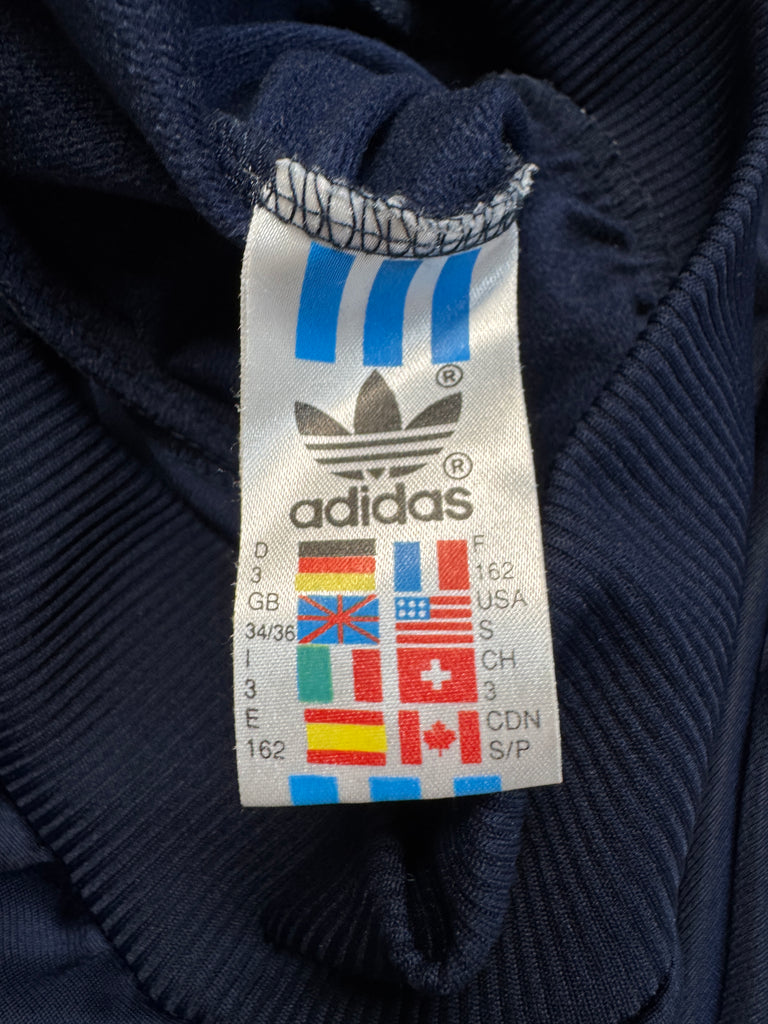 ®
®
adidas
D F
3 162
GB USA
34/36 S
I CH
3 3
E CDN
162 S/P